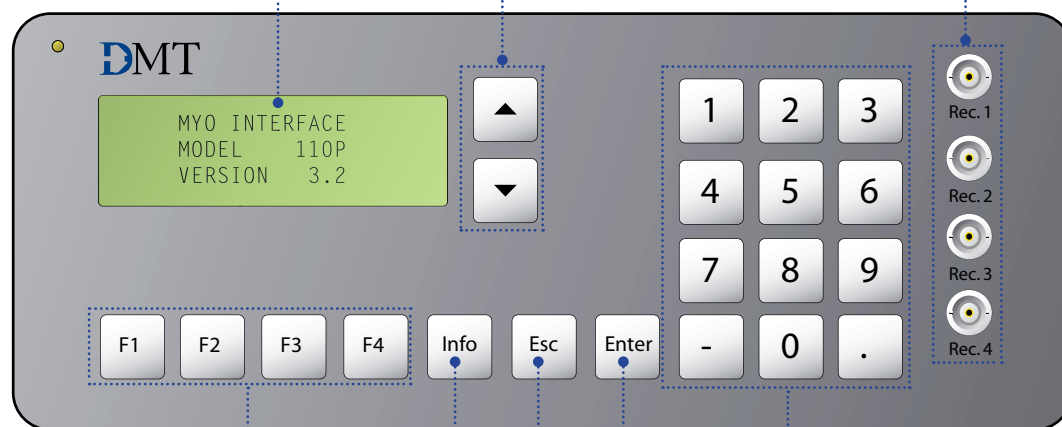 DMT
MYO INTERFACE
MODEL 110P
VERSION 3.2
1 2 3
4 5 6
7 8 9
- 0 .
Rec. 1
Rec. 2
Rec. 3
Rec. 4
F1 F2 F3 F4 Info Esc Enter